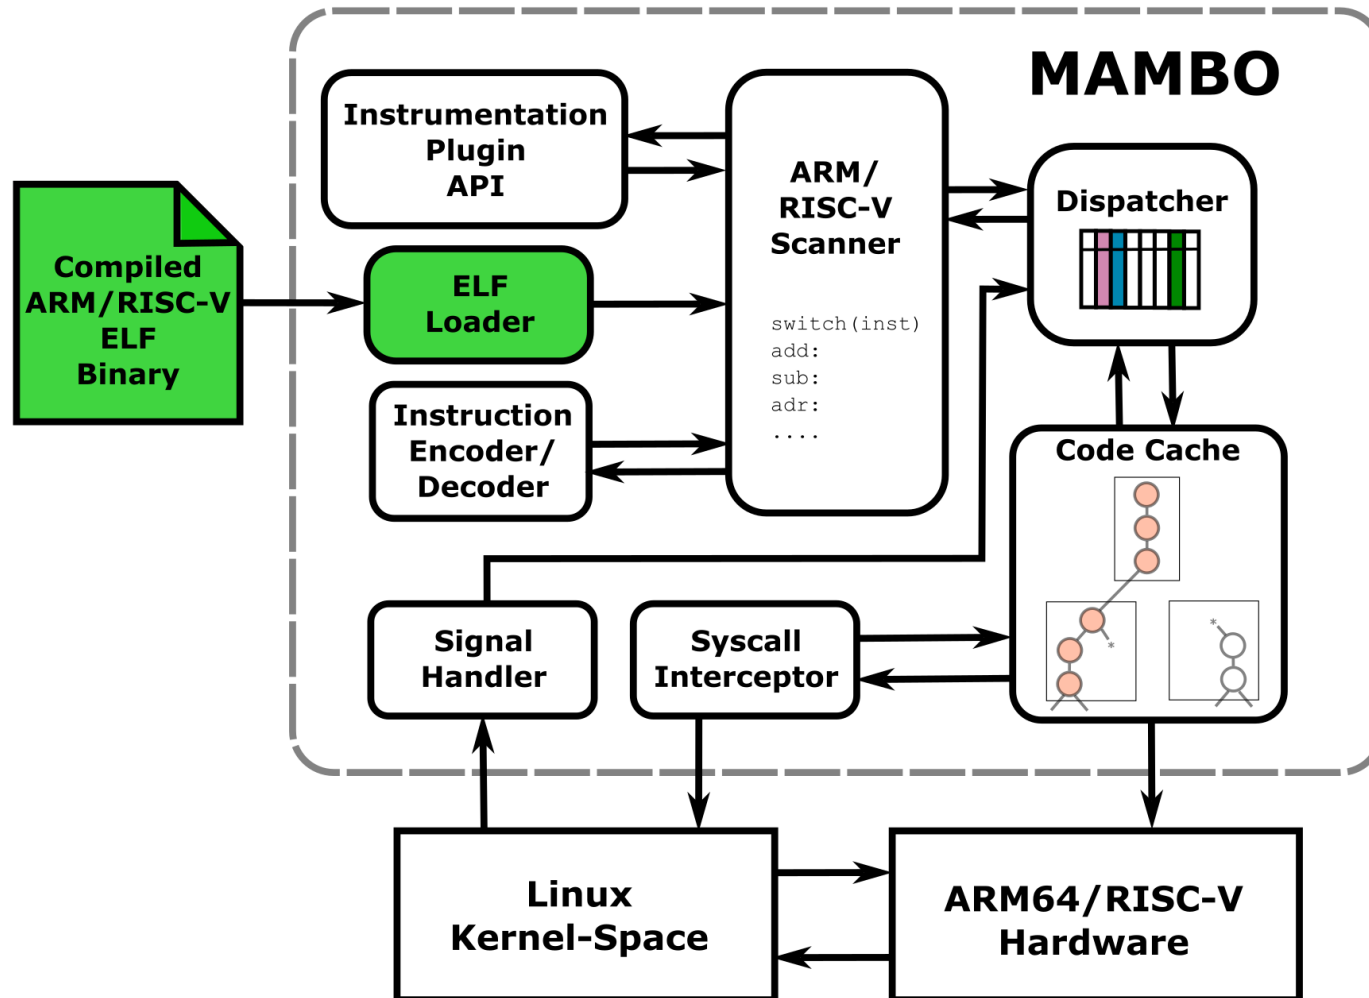 MAMBO
Instrumentation
Plugin
API
ARM/
RISC-V
Scanner
switch(inst)
add:
sub:
adr:
....
Dispatcher
Compiled
ARM/RISC-V
ELF
Binary
ELF
Loader
Instruction
Encoder/
Decoder
Code Cache
*
*
Signal
Handler
Syscall
Interceptor
Linux
Kernel-Space
ARM64/RISC-V
Hardware